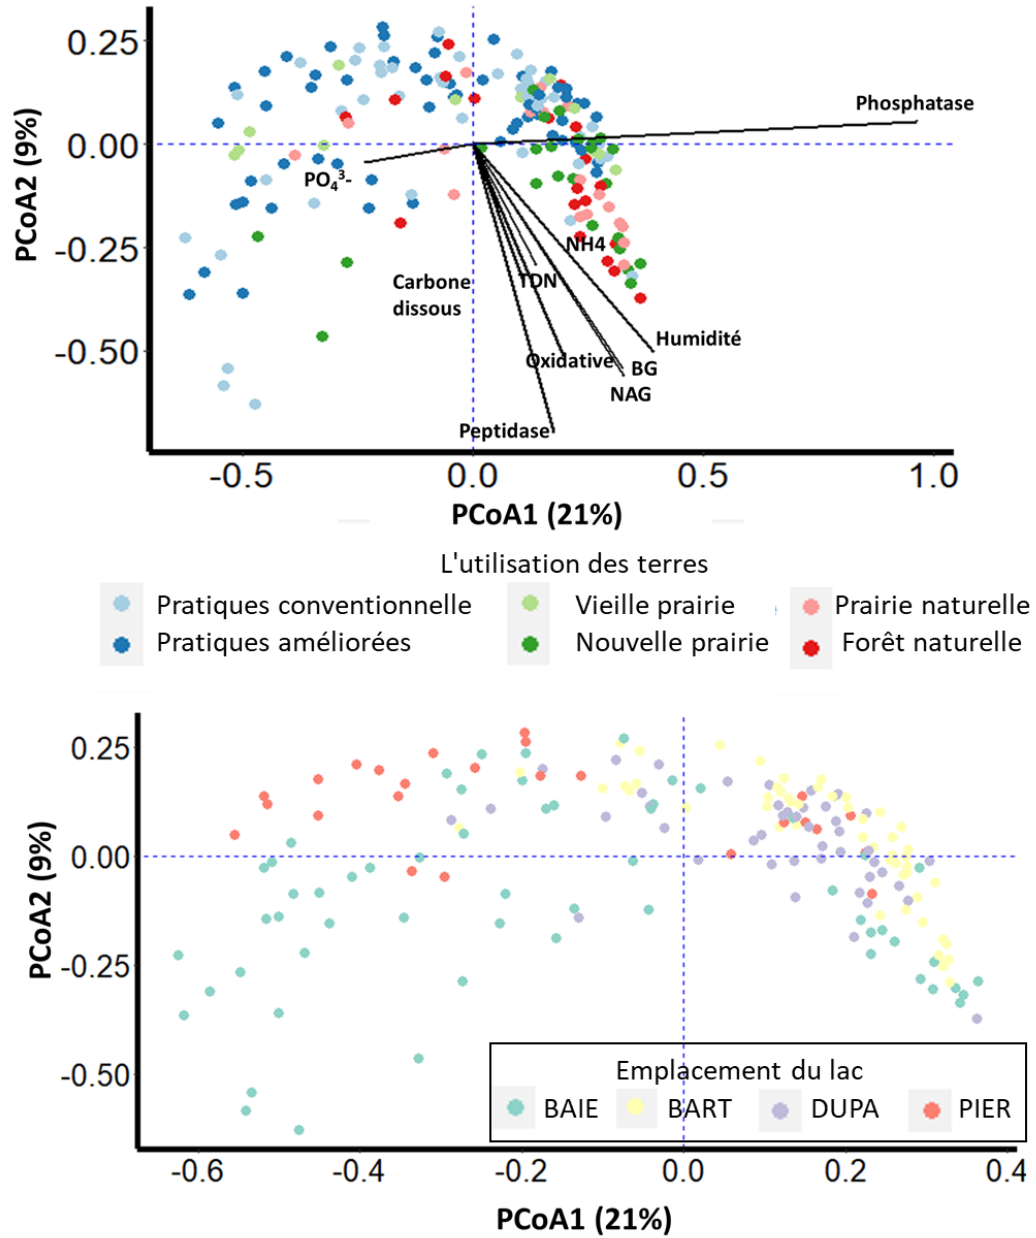 0.25
0.00
-0.25
-0.50
PCoA2 (9%)
Phosphatase
PO₄³-
NH4
TDN
Carbone
dissous
Humidité
Oxidative
BG
NAG
Peptidase
-0.5 0.0 0.5 1.0
PCoA1 (21%)
L'utilisation des terres
Pratiques conventionnelle Vieille prairie Prairie naturelle
Pratiques améliorées Nouvelle prairie Forêt naturelle
0.25
0.00
-0.25
-0.50
PCoA2 (9%)
Emplacement du lac
BAIE BART DUPA PIER
-0.6 -0.4 -0.2 0.0 0.2 0.4
PCoA1 (21%)